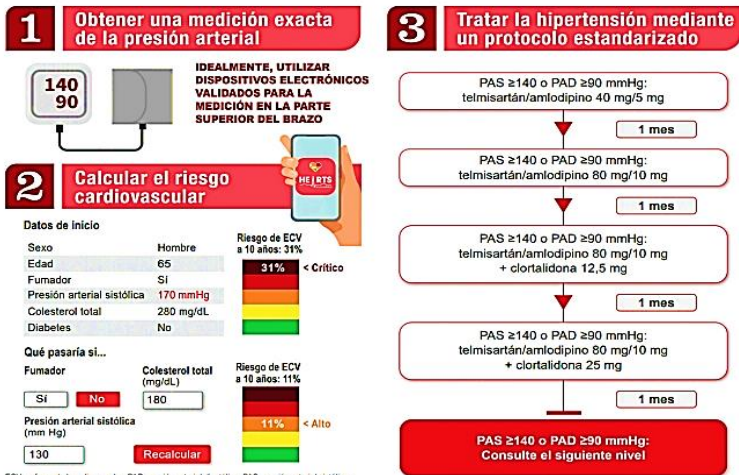 1
Obtener una medición exacta
de la presión arterial
140
90
IDEALMENTE, UTILIZAR
DISPOSITIVOS ELECTRÓNICOS
VALIDADOS PARA LA
MEDICIÓN EN LA PARTE
SUPERIOR DEL BRAZO
2
Calcular el riesgo
cardiovascular
HEARTS
Datos de inicio
Sexo Hombre
Edad 65
Fumador Sí
Presión arterial sistólica 170 mmHg
Colesterol total 280 mg/dL
Diabetes No
Riesgo de ECV
a 10 años: 31%
31% < Crítico
Qué pasaría si...
Fumador
Sí No
Colesterol total
(mg/dL)
180
Presión arterial sistólica
(mm Hg)
130
Recalcular
Riesgo de ECV
a 10 años: 11%
11% < Alto
3
Tratar la hipertensión mediante
un protocolo estandarizado
PAS ≥140 o PAD ≥90 mmHg:
telmisartán/amlodipino 40 mg/5 mg
1 mes
PAS ≥140 o PAD ≥90 mmHg:
telmisartán/amlodipino 80 mg/10 mg
1 mes
PAS ≥140 o PAD ≥90 mmHg:
telmisartán/amlodipino 80 mg/10 mg
+ clortalidona 12,5 mg
1 mes
PAS ≥140 o PAD ≥90 mmHg:
telmisartán/amlodipino 80 mg/10 mg
+ clortalidona 25 mg
1 mes
PAS ≥140 o PAD ≥90 mmHg:
Consulte el siguiente nivel